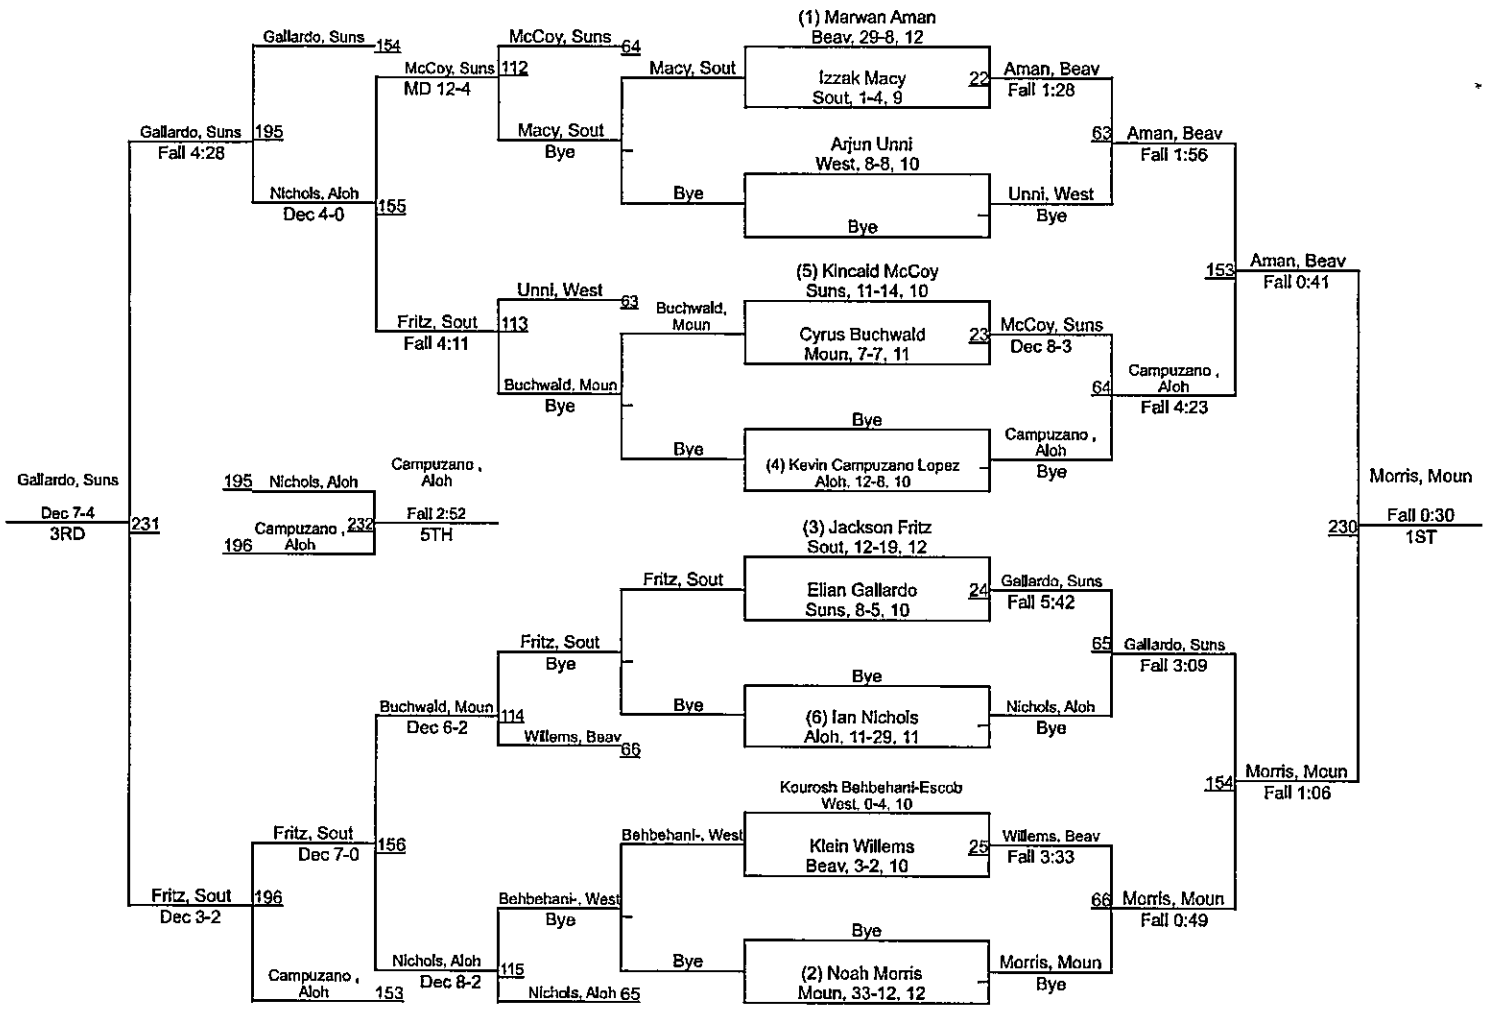 (1) Marwan Aman
Beav, 29-8, 12
Gallardo, Suns
154
McCoy, Suns
64
McCoy, Suns
112
MD 12-4
Macy, Sout
Izzak Macy
Sout, 1-4, 9
22
Aman, Beav
Fall 1:28
Gallardo, Suns
195
Fall 4:28
Macy, Sout
Bye
Arjun Unni
West, 8-8, 10
63
Aman, Beav
Fall 1:56
Nichols, Aloh
Dec 4-0
155
Bye
Bye
Unni, West
Bye
(5) Kincaid McCoy
Suns, 11-14, 10
153
Aman, Beav
Fall 0:41
Unni, West
63
Fritz, Sout
113
Fall 4:11
Buchwald,
Moun
Cyrus Buchwald
Moun, 7-7, 11
23
McCoy, Suns
Dec 8-3
Buchwald, Moun
Bye
64
Campuzano ,
Aloh
Fall 4:23
Bye
Bye
(4) Kevin Campuzano Lopez
Aloh, 12-8, 10
Campuzano ,
Aloh
Bye
Gallardo, Suns
Dec 7-4
3RD
231
195
Nichols, Aloh
196
Campuzano ,
Aloh
232
Campuzano ,
Aloh
Fall 2:52
5TH
Morris, Moun
230
Fall 0:30
1ST
(3) Jackson Fritz
Sout, 12-19, 12
Fritz, Sout
Elian Gallardo
Suns, 8-5, 10
24
Gallardo, Suns
Fall 5:42
Fritz, Sout
Bye
65
Gallardo, Suns
Fall 3:09
Buchwald, Moun
114
Dec 6-2
Willems, Beav
66
Bye
Bye
(6) Ian Nichols
Aloh, 11-29, 11
Nichols, Aloh
Bye
154
Morris, Moun
Fall 1:06
Kourosh Behbehani-Escob
West, 0-4, 10
Fritz, Sout
Dec 7-0
156
Behbehani-, West
Klein Willems
Beav, 3-2, 10
25
Willems, Beav
Fall 3:33
Fritz, Sout
196
Dec 3-2
Behbehani-, West
Bye
66
Morris, Moun
Fall 0:49
Bye
Nichols, Aloh
115
Dec 8-2
Bye
(2) Noah Morris
Moun, 33-12, 12
Morris, Moun
Bye
Campuzano ,
Aloh
153
Nichols, Aloh
65